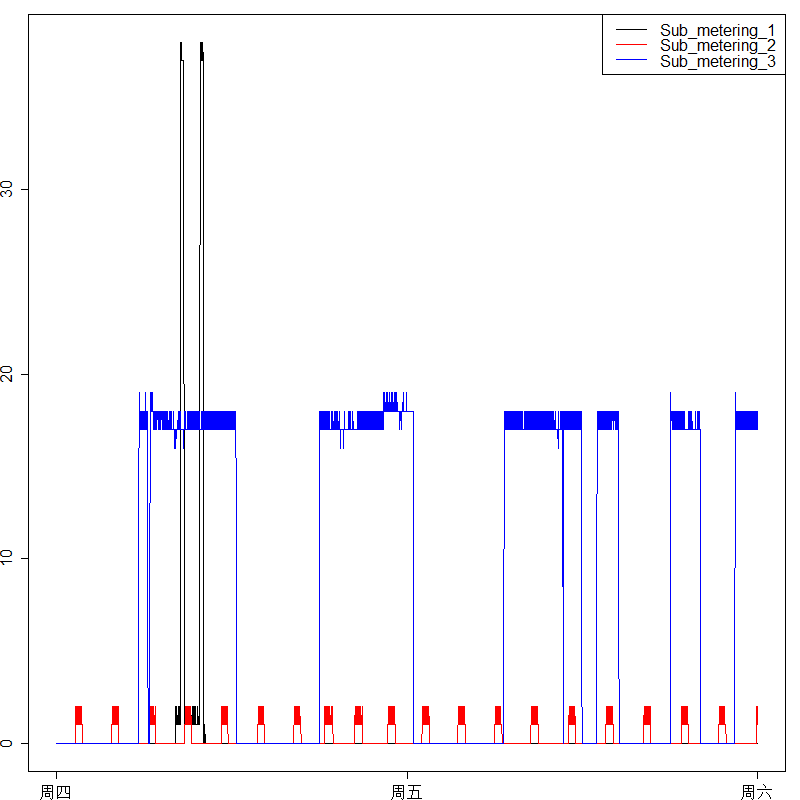 Sub_metering_1
Sub_metering_2
Sub_metering_3
30
20
10
0
周四 周五 周六